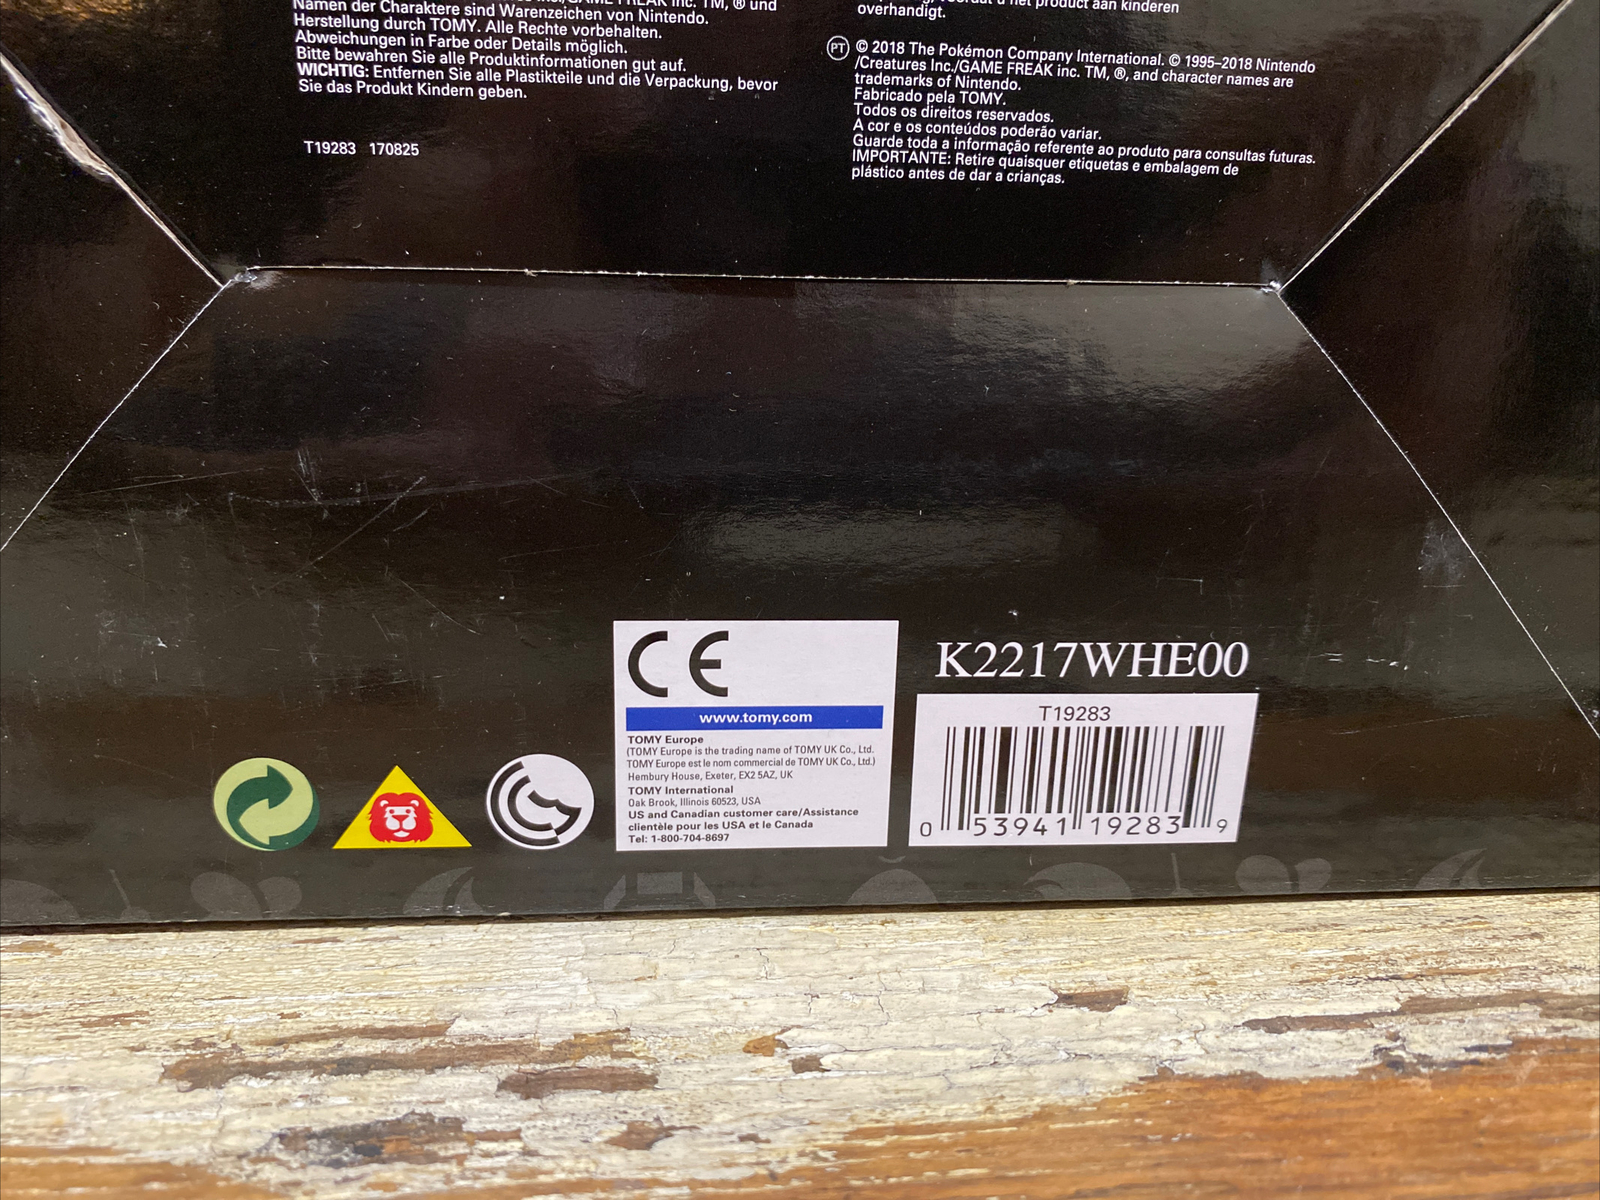 Namen der Charaktere sind Warenzeichen von Nintendo.
Herstellung durch TOMY. Alle Rechte vorbehalten.
Abweichungen in Farbe oder Details möglich.
Bitte bewahren Sie alle Produktinformationen gut auf.
WICHTIG: Entfernen Sie alle Plastikteile und die Verpackung, bevor
Sie das Produkt Kindern geben.
T19283 170825
product aan kinderen
overhandigt.
PT © 2018 The Pokémon Company International. © 1995–2018 Nintendo
/Creatures Inc./GAME FREAK inc. TM, ®, and character names are
trademarks of Nintendo.
Fabricado pela TOMY.
Todos os direitos reservados.
A cor e os conteúdos poderão variar.
Guarde toda a informação referente ao produto para consultas futuras.
IMPORTANTE: Retire quaisquer etiquetas e embalagem de
plástico antes de dar a crianças.
CE
www.tomy.com
TOMY Europe
(TOMY Europe is the trading name of TOMY UK Co., Ltd.
TOMY Europe est le nom commercial de TOMY UK Co., Ltd.)
Hembury House, Exeter, EX2 5AZ, UK
TOMY International
Oak Brook, Illinois 60523, USA
US and Canadian customer care/Assistance
clientèle pour les USA et le Canada
Tel: 1-800-704-8697
K2217WHE00
T19283
0 53941 19283 9